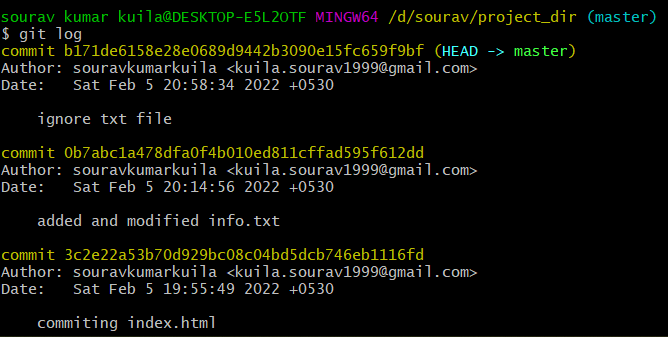 sourav kumar kuila@DESKTOP-E5L2OTF MINGW64 /d/sourav/project_dir (master)
$ git log
commit b171de6158e28e0689d9442b3090e15fc659f9bf (HEAD -> master)
Author: souravkumarkuila <kuila.sourav1999@gmail.com>
Date:   Sat Feb 5 20:58:34 2022 +0530
    ignore txt file
commit 0b7abc1a478dfa0f4b010ed811cffad595f612dd
Author: souravkumarkuila <kuila.sourav1999@gmail.com>
Date:   Sat Feb 5 20:14:56 2022 +0530
    added and modified info.txt
commit 3c2e22a53b70d929bc08c04bd5dcb746eb1116fd
Author: souravkumarkuila <kuila.sourav1999@gmail.com>
Date:   Sat Feb 5 19:55:49 2022 +0530
    commiting index.html